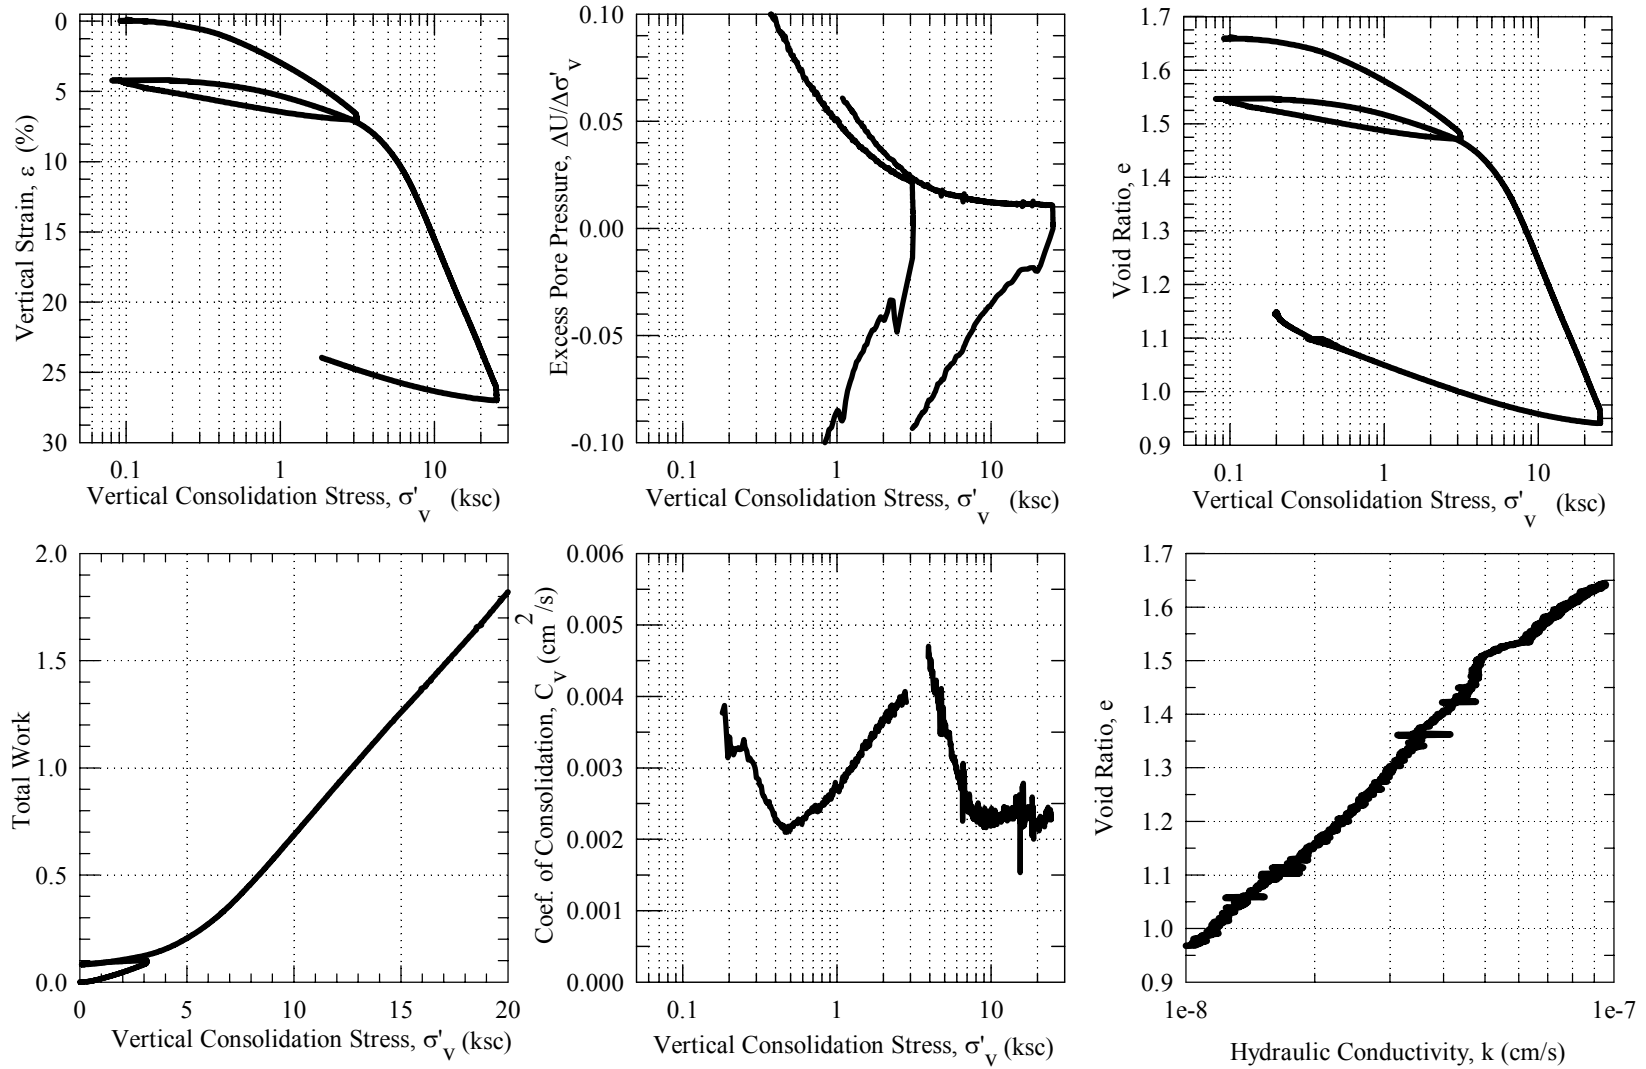 0
5
10
15
20
25
30
Vertical Strain, ε (%)
0.1 1 10
Vertical Consolidation Stress, σ'v (ksc)
0.10
0.05
0.00
-0.05
-0.10
Excess Pore Pressure, ΔU/Δσ'v
0.1 1 10
Vertical Consolidation Stress, σ'v (ksc)
1.7
1.6
1.5
1.4
1.3
1.2
1.1
1.0
0.9
Void Ratio, e
0.1 1 10
Vertical Consolidation Stress, σ'v (ksc)
2.0
1.5
1.0
0.5
0.0
Total Work
0 5 10 15 20
Vertical Consolidation Stress, σ'v (ksc)
0.006
0.005
0.004
0.003
0.002
0.001
0.000
Coef. of Consolidation, Cv (cm²/s)
0.1 1 10
Vertical Consolidation Stress, σ'v (ksc)
1.7
1.6
1.5
1.4
1.3
1.2
1.1
1.0
0.9
Void Ratio, e
1e-8 1e-7
Hydraulic Conductivity, k (cm/s)